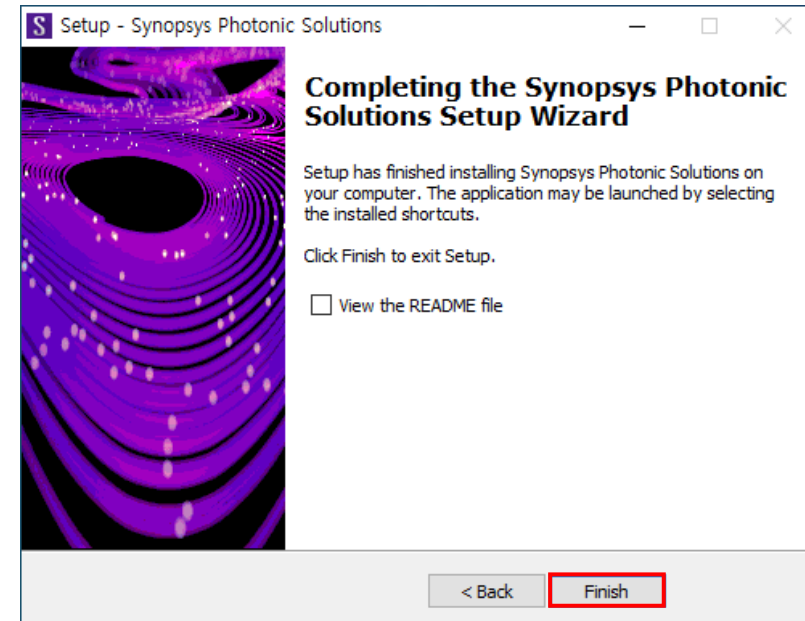 S Setup - Synopsys Photonic Solutions
Completing the Synopsys Photonic
Solutions Setup Wizard
Setup has finished installing Synopsys Photonic Solutions on
your computer. The application may be launched by selecting
the installed shortcuts.
Click Finish to exit Setup.
View the README file
< Back
Finish